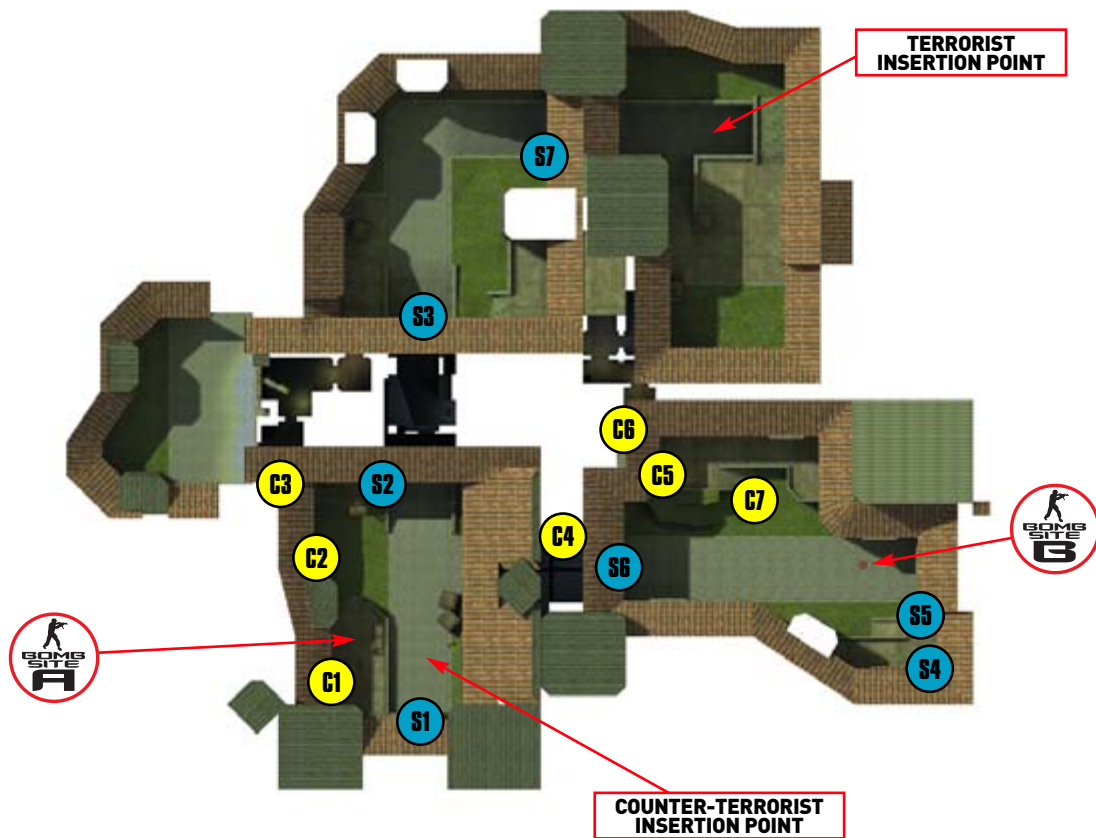 TERRORIST
INSERTION POINT
S7
S3
C6
C5
C3
S2
C7
C4
C2
S6
BOMB
SITE
B
S5
BOMB
SITE
A
C1
S4
S1
COUNTER-TERRORIST
INSERTION POINT